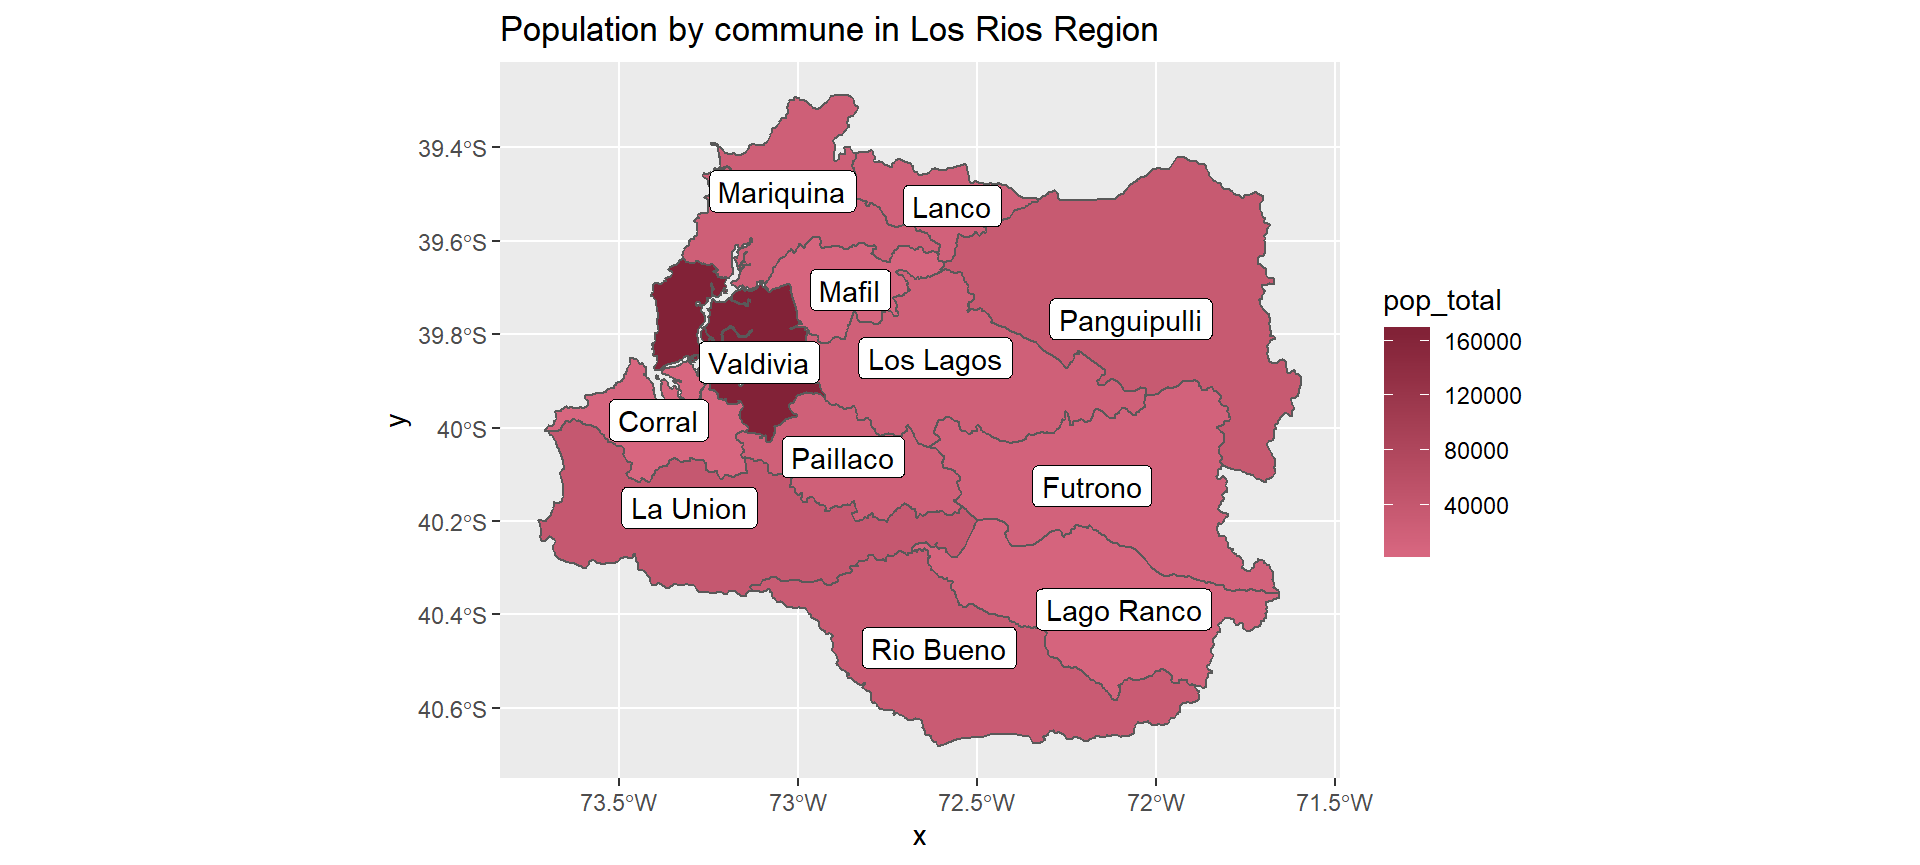 Population by commune in Los Rios Region
39.4°S
39.6°S
39.8°S
40°S
40.2°S
40.4°S
40.6°S
y
Mariquina
Lanco
Mafil
Panguipulli
Valdivia
Los Lagos
Corral
Paillaco
Futrono
La Union
Lago Ranco
Rio Bueno
73.5°W
73°W
72.5°W
72°W
71.5°W
x
pop_total
160000
120000
80000
40000